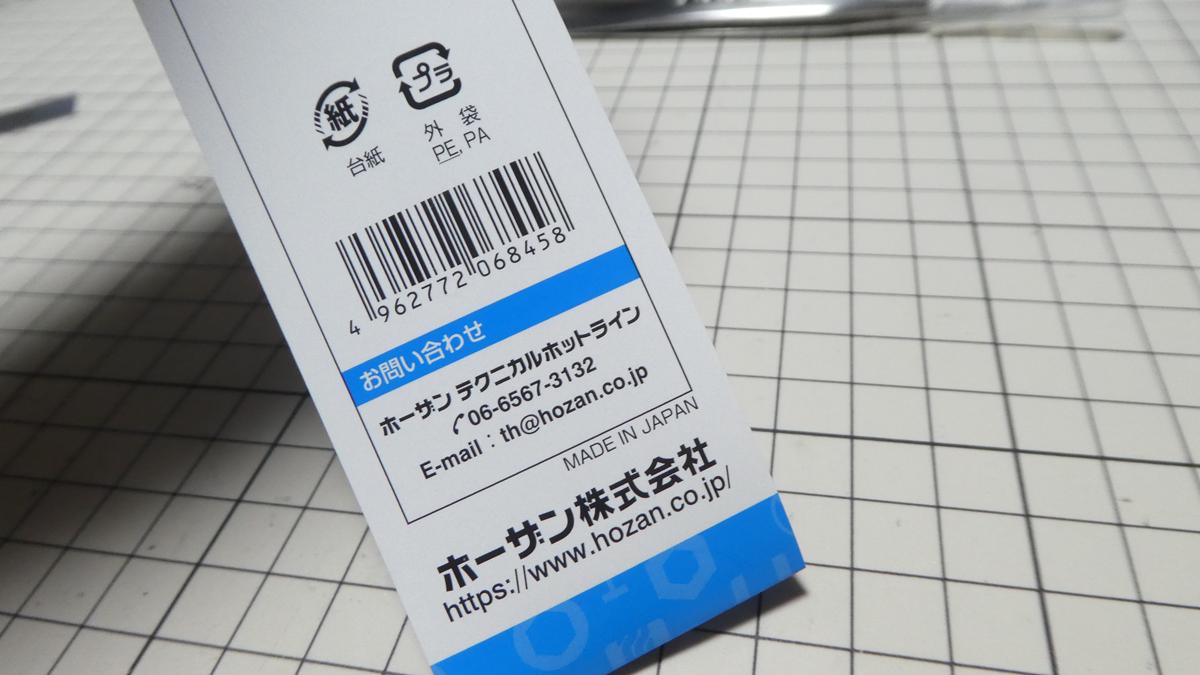 紙
プラ
台紙
外袋
PE, PA
4 962772 068458
お問い合わせ
ホーザン テクニカルホットライン
06-6567-3132
E-mail : th@hozan.co.jp
MADE IN JAPAN
ホーザン株式会社
https://www.hozan.co.jp/